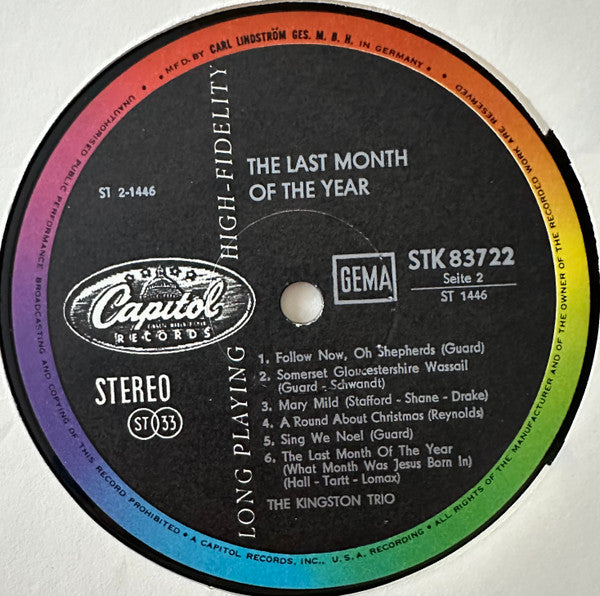 MFD. BY CARL LINDSTRÖM GES. M. B. H. IN GERMANY
ALL RIGHTS OF THE MANUFACTURER AND OF THE OWNER OF THE RECORDED WORK ARE RESERVED
UNAUTHORISED PUBLIC PERFORMANCE BROADCASTING AND COPYING OF THIS RECORD PROHIBITED
A CAPITOL RECORDS, INC., U.S.A. RECORDING
LONG PLAYING HIGH-FIDELITY
THE LAST MONTH
OF THE YEAR
ST 2-1446
Capitol
RECORDS
STEREO
ST 33
GEMA
STK 83722
Seite 2
ST 1446
1. Follow Now, Oh Shepherds (Guard)
2. Somerset Gloucestershire Wassail
(Guard - Schwandt)
3. Mary Mild (Stafford - Shane - Drake)
4. A Round About Christmas (Reynolds)
5. Sing We Noel (Guard)
6. The Last Month Of The Year
(What Month Was Jesus Born In)
(Hall - Tartt - Lomax)
THE KINGSTON TRIO